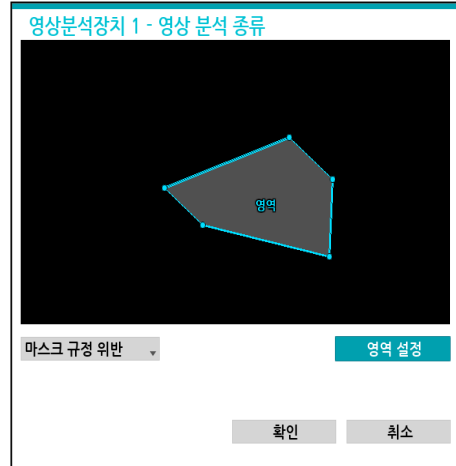 영상분석장치 1 - 영상 분석 종류
영역
마스크 규정 위반
영역 설정
확인
취소